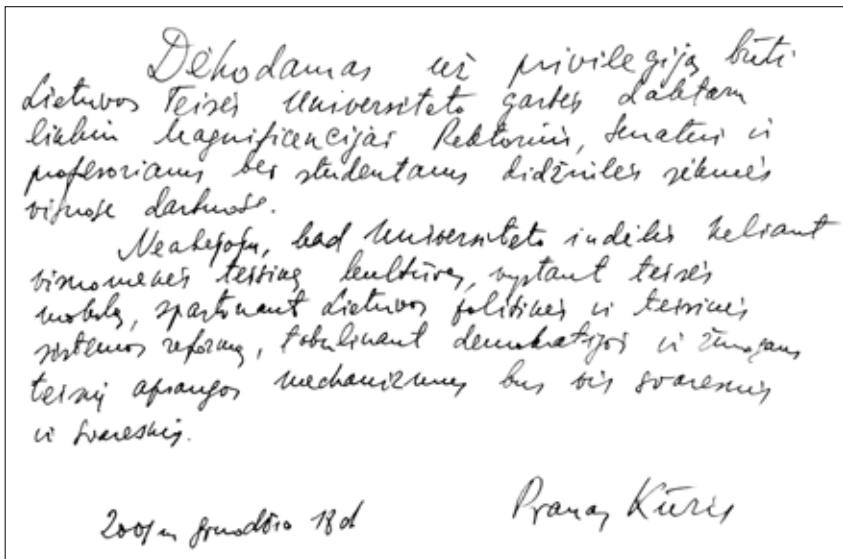 Dėkodamas už privilegiją būti
Lietuvos Teisės Universiteto garbės daktaru
linkiu Magnificencijai Rektoriui, Senatui ir
profesoriams bei studentams didžiulės sėkmės
visuose darbuose.
Neabejoju, kad Universiteto indėlis keliant
visuomenės teisinę kultūrą, vystant teisės
mokslą, spartinant Lietuvos politinės ir teisinės
sistemos reformą, tobulinant demokratijos ir žmogaus
teisių apsaugos mechanizmus bus vis svaresnis
ir svaresnis.
2001 m gruodžio 18 d
Pranas Kūris